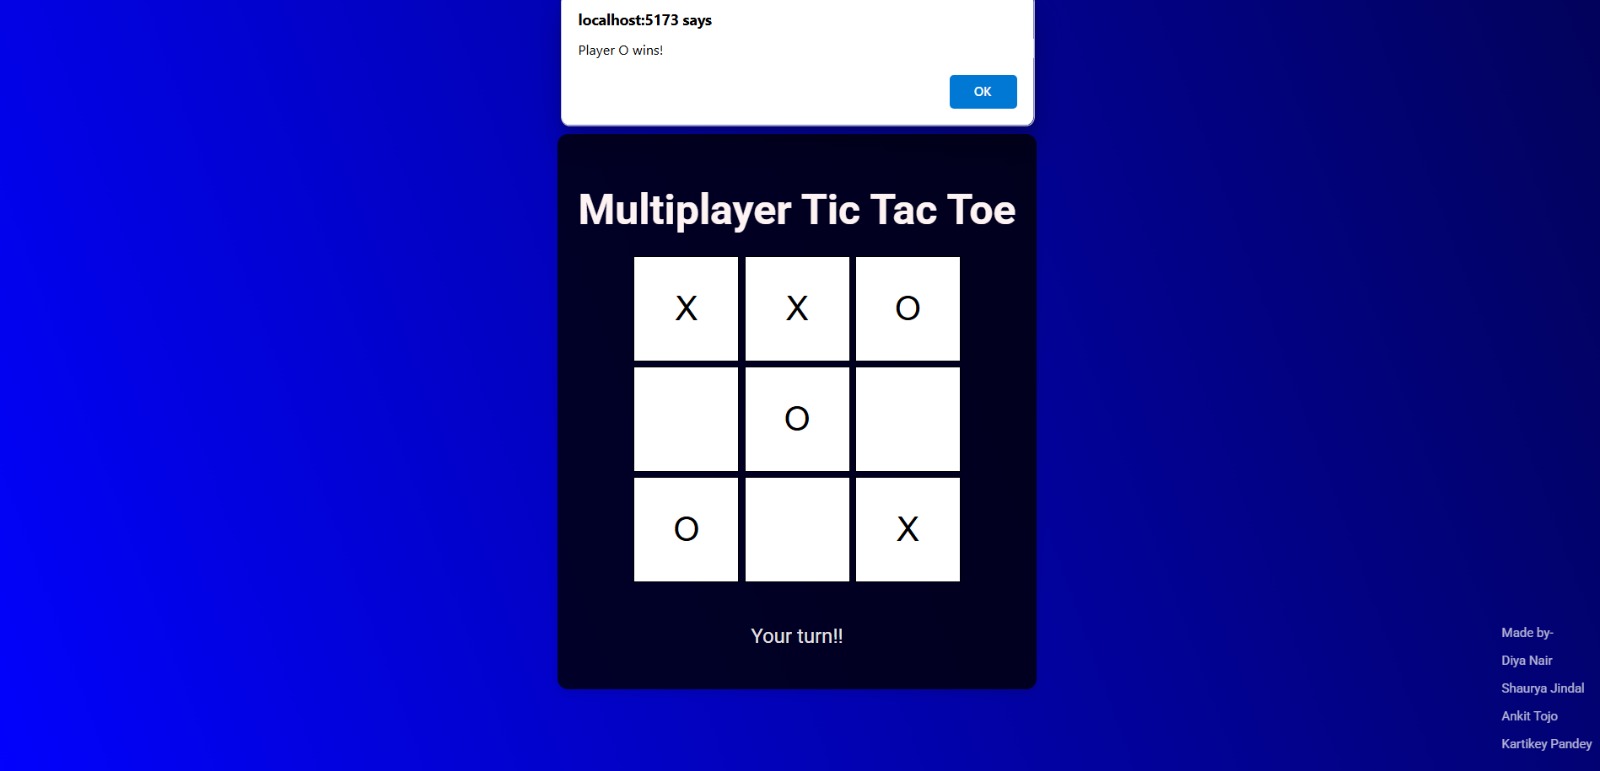 localhost:5173 says
Player O wins!
OK
Multiplayer Tic Tac Toe
X X O
O
O X
Your turn!!
Made by-
Diya Nair
Shaurya Jindal
Ankit Tojo
Kartikey Pandey